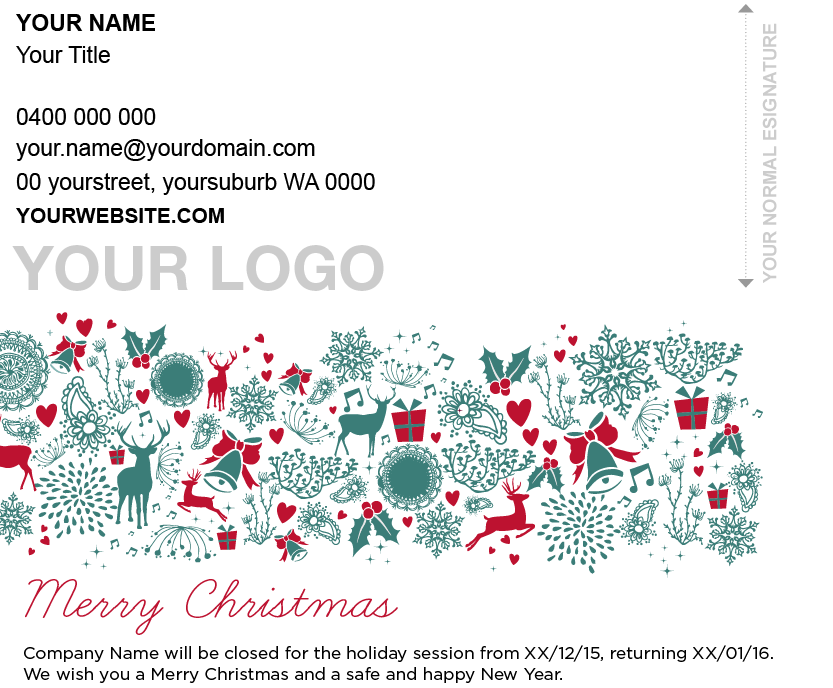 YOUR NAME
Your Title
0400 000 000
your.name@yourdomain.com
00 yourstreet, yoursuburb WA 0000
YOURWEBSITE.COM
YOUR LOGO
YOUR NORMAL ESIGNATURE
Merry Christmas
Company Name will be closed for the holiday session from XX/12/15, returning XX/01/16.
We wish you a Merry Christmas and a safe and happy New Year.